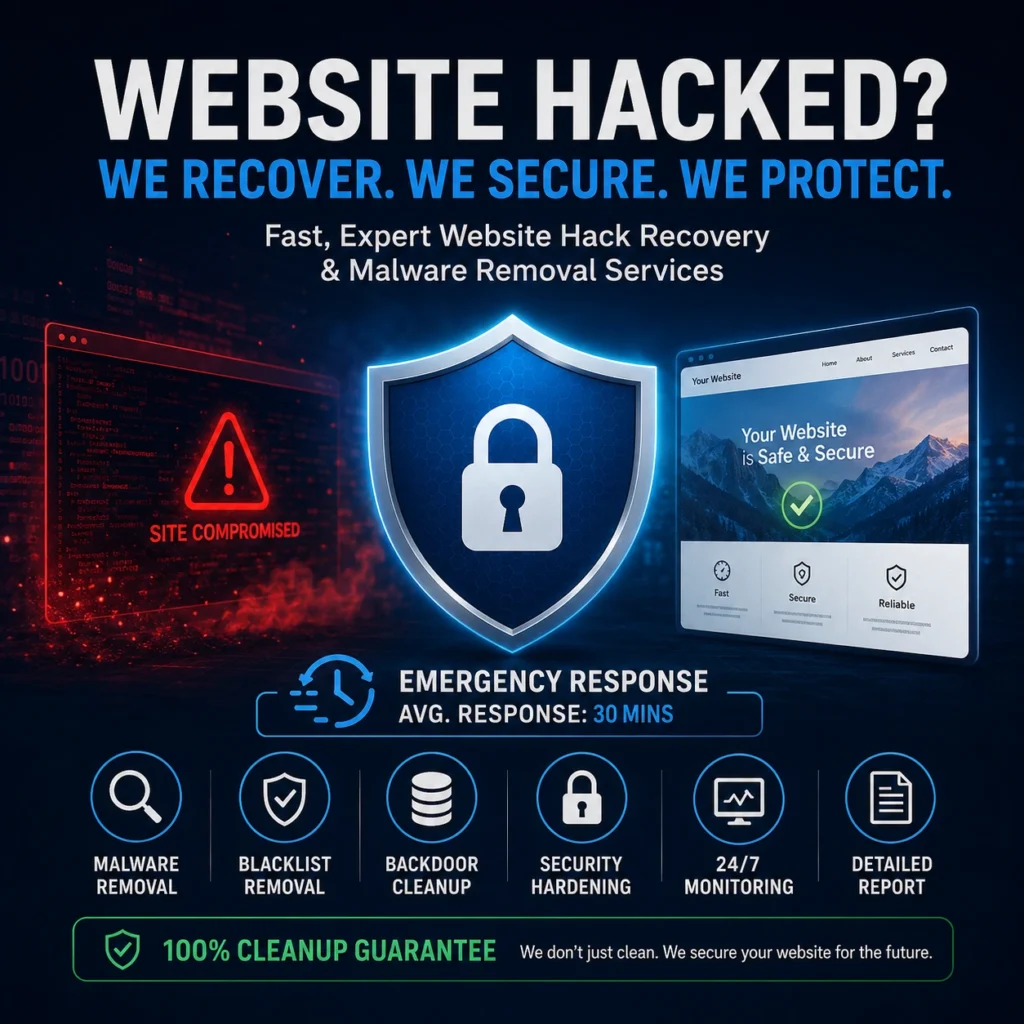 WEBSITE HACKED?
WE RECOVER. WE SECURE. WE PROTECT.
Fast, Expert Website Hack Recovery
& Malware Removal Services
SITE COMPROMISED
Your Website
Home
About
Services
Contact
Your Website
is Safe & Secure
Fast
Secure
Reliable
EMERGENCY RESPONSE
AVG. RESPONSE: 30 MINS
MALWARE
REMOVAL
BLACKLIST
REMOVAL
BACKDOOR
CLEANUP
SECURITY
HARDENING
24/7
MONITORING
DETAILED
REPORT
100% CLEANUP GUARANTEE
We don't just clean. We secure your website for the future.